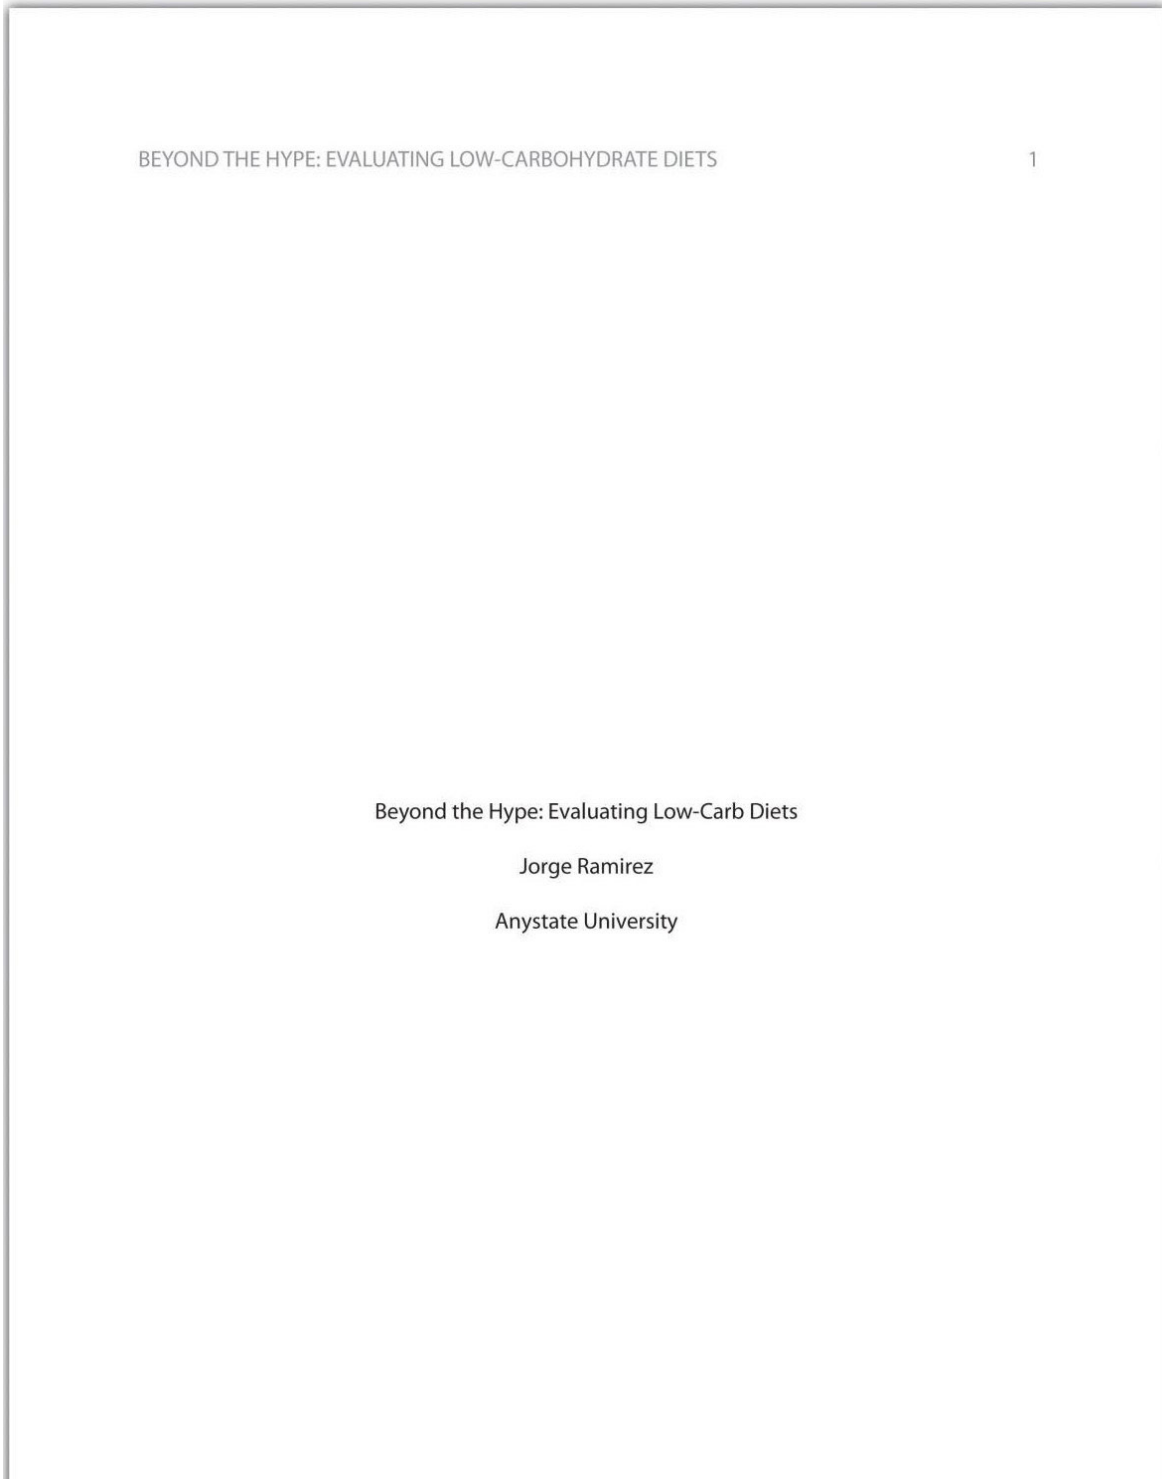 BEYOND THE HYPE: EVALUATING LOW-CARBOHYDRATE DIETS 1
Beyond the Hype: Evaluating Low-Carb Diets
Jorge Ramirez
Anystate University